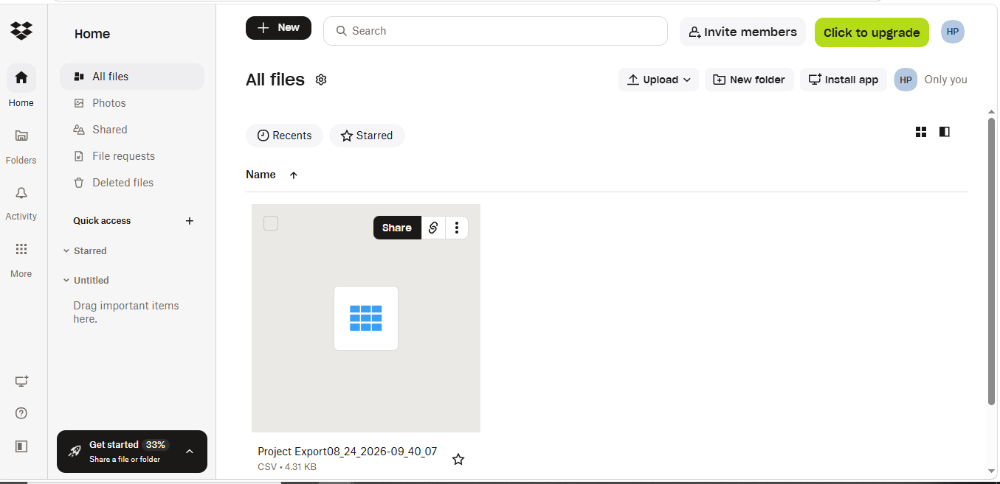 Home
Folders
Activity
More
Home
All files
Photos
Shared
File requests
Deleted files
Quick access
Starred
Untitled
Drag important items
here.
Get started 33%
Share a file or folder
New
Search
Invite members
Click to upgrade
HP
All files
Upload
New folder
Install app
HP
Only you
Recents
Starred
Name
Share
Project Export08_24_2026-09_40_07
CSV • 4.31 KB